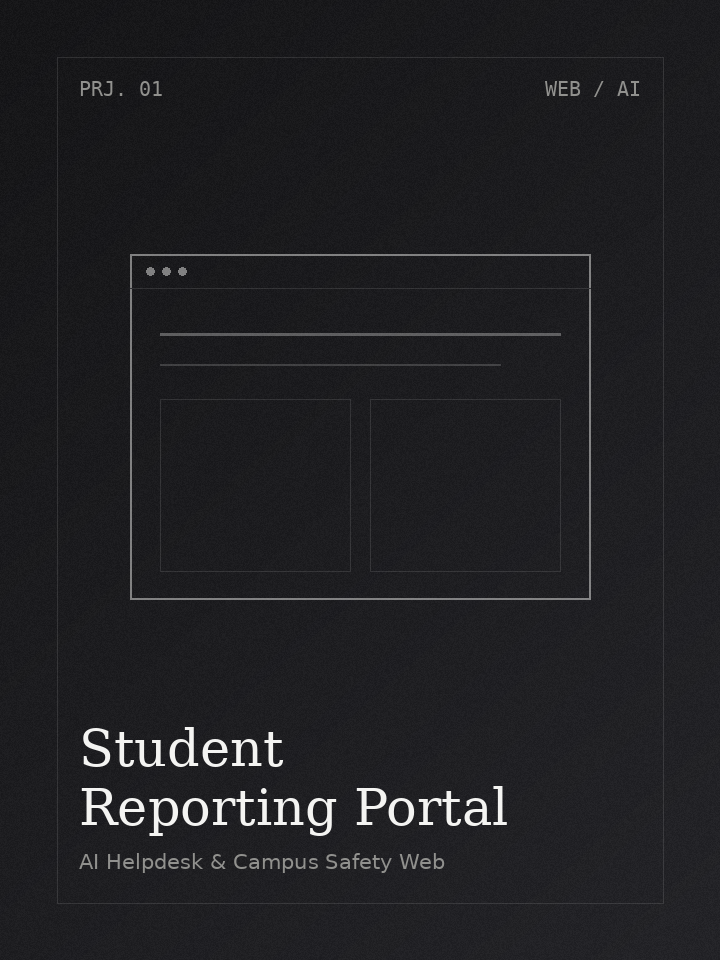 PRJ. 01
WEB / AI
Student
Reporting Portal
AI Helpdesk & Campus Safety Web